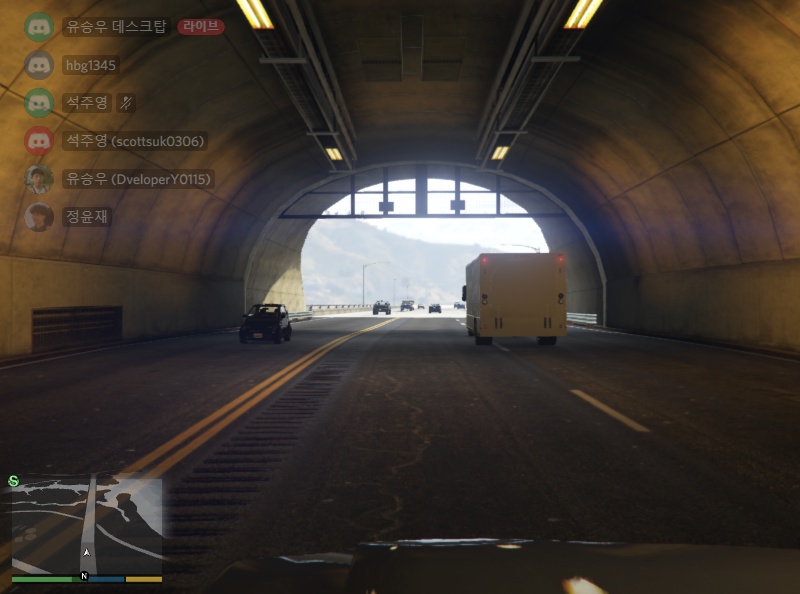 유승우 데스크탑 라이브
hbg1345
석주영
석주영 (scottsuk0306)
유승우 (DveloperY0115)
정윤재
S
N